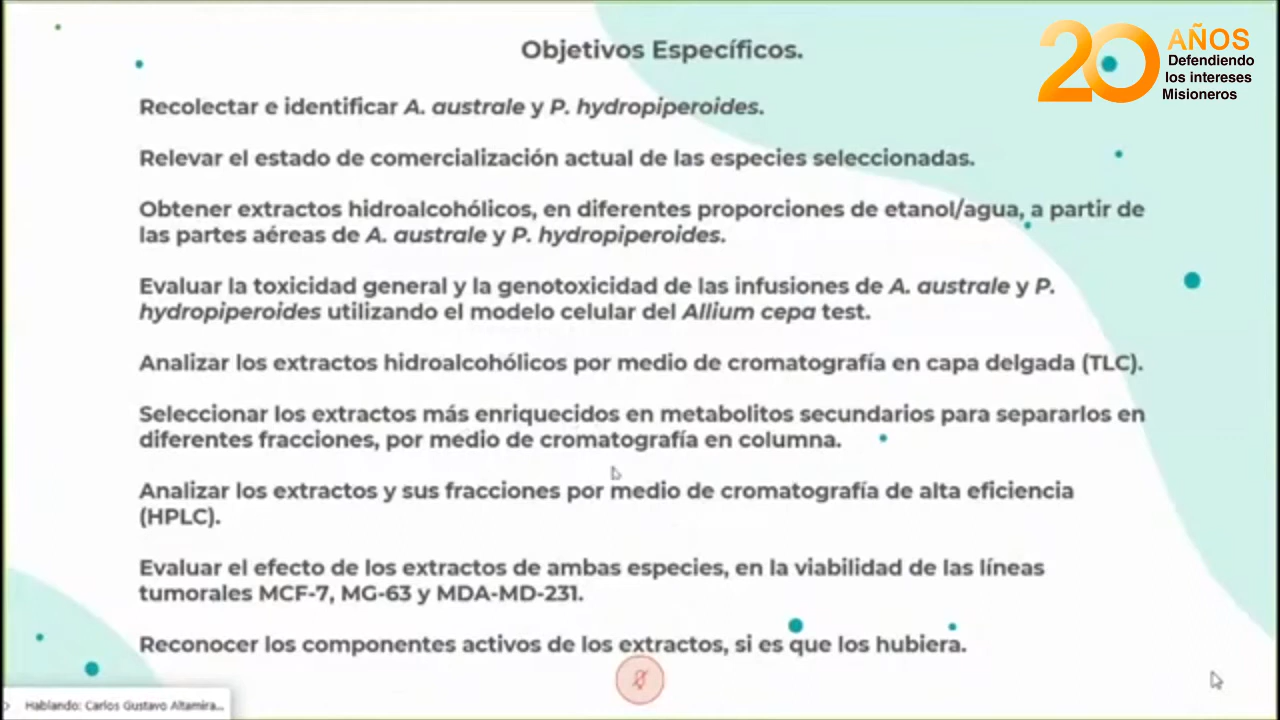 Objetivos Específicos.
20 AÑOS
Defendiendo
los intereses
Misioneros
Recolectar e identificar A. australe y P. hydropiperoides.
Relevar el estado de comercialización actual de las especies seleccionadas.
Obtener extractos hidroalcohólicos, en diferentes proporciones de etanol/agua, a partir de
las partes aéreas de A. australe y P. hydropiperoides.
Evaluar la toxicidad general y la genotoxicidad de las infusiones de A. australe y P.
hydropiperoides utilizando el modelo celular del Allium cepa test.
Analizar los extractos hidroalcohólicos por medio de cromatografía en capa delgada (TLC).
Seleccionar los extractos más enriquecidos en metabolitos secundarios para separarlos en
diferentes fracciones, por medio de cromatografía en columna.
Analizar los extractos y sus fracciones por medio de cromatografía de alta eficiencia
(HPLC).
Evaluar el efecto de los extractos de ambas especies, en la viabilidad de las líneas
tumorales MCF-7, MG-63 y MDA-MD-231.
Reconocer los componentes activos de los extractos, si es que los hubiera.
Hablando: Carlos Gustavo Altamira...